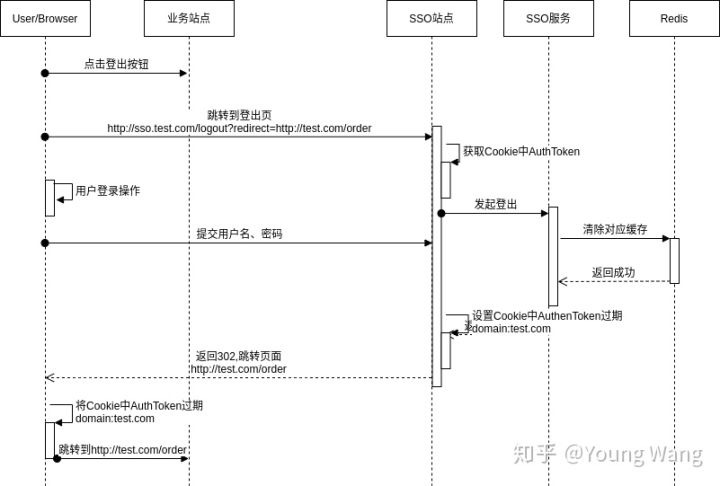 User/Browser
业务站点
SSO站点
SSO服务
Redis
点击登出按钮
跳转到登出页
http://sso.test.com/logout?redirect=http://test.com/order
获取Cookie中AuthToken
用户登录操作
发起登出
提交用户名、密码
清除对应缓存
返回成功
设置Cookie中AuthenToken过期
domain:test.com
返回302,跳转页面
http://test.com/order
将Cookie中AuthToken过期
domain:test.com
跳转到http://test.com/order
知乎 @Young Wang